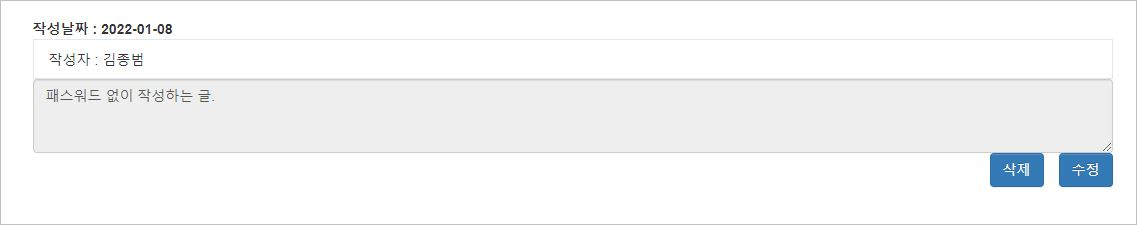 작성날짜 : 2022-01-08
작성자 : 김종범
패스워드 없이 작성하는 글.
삭제 수정